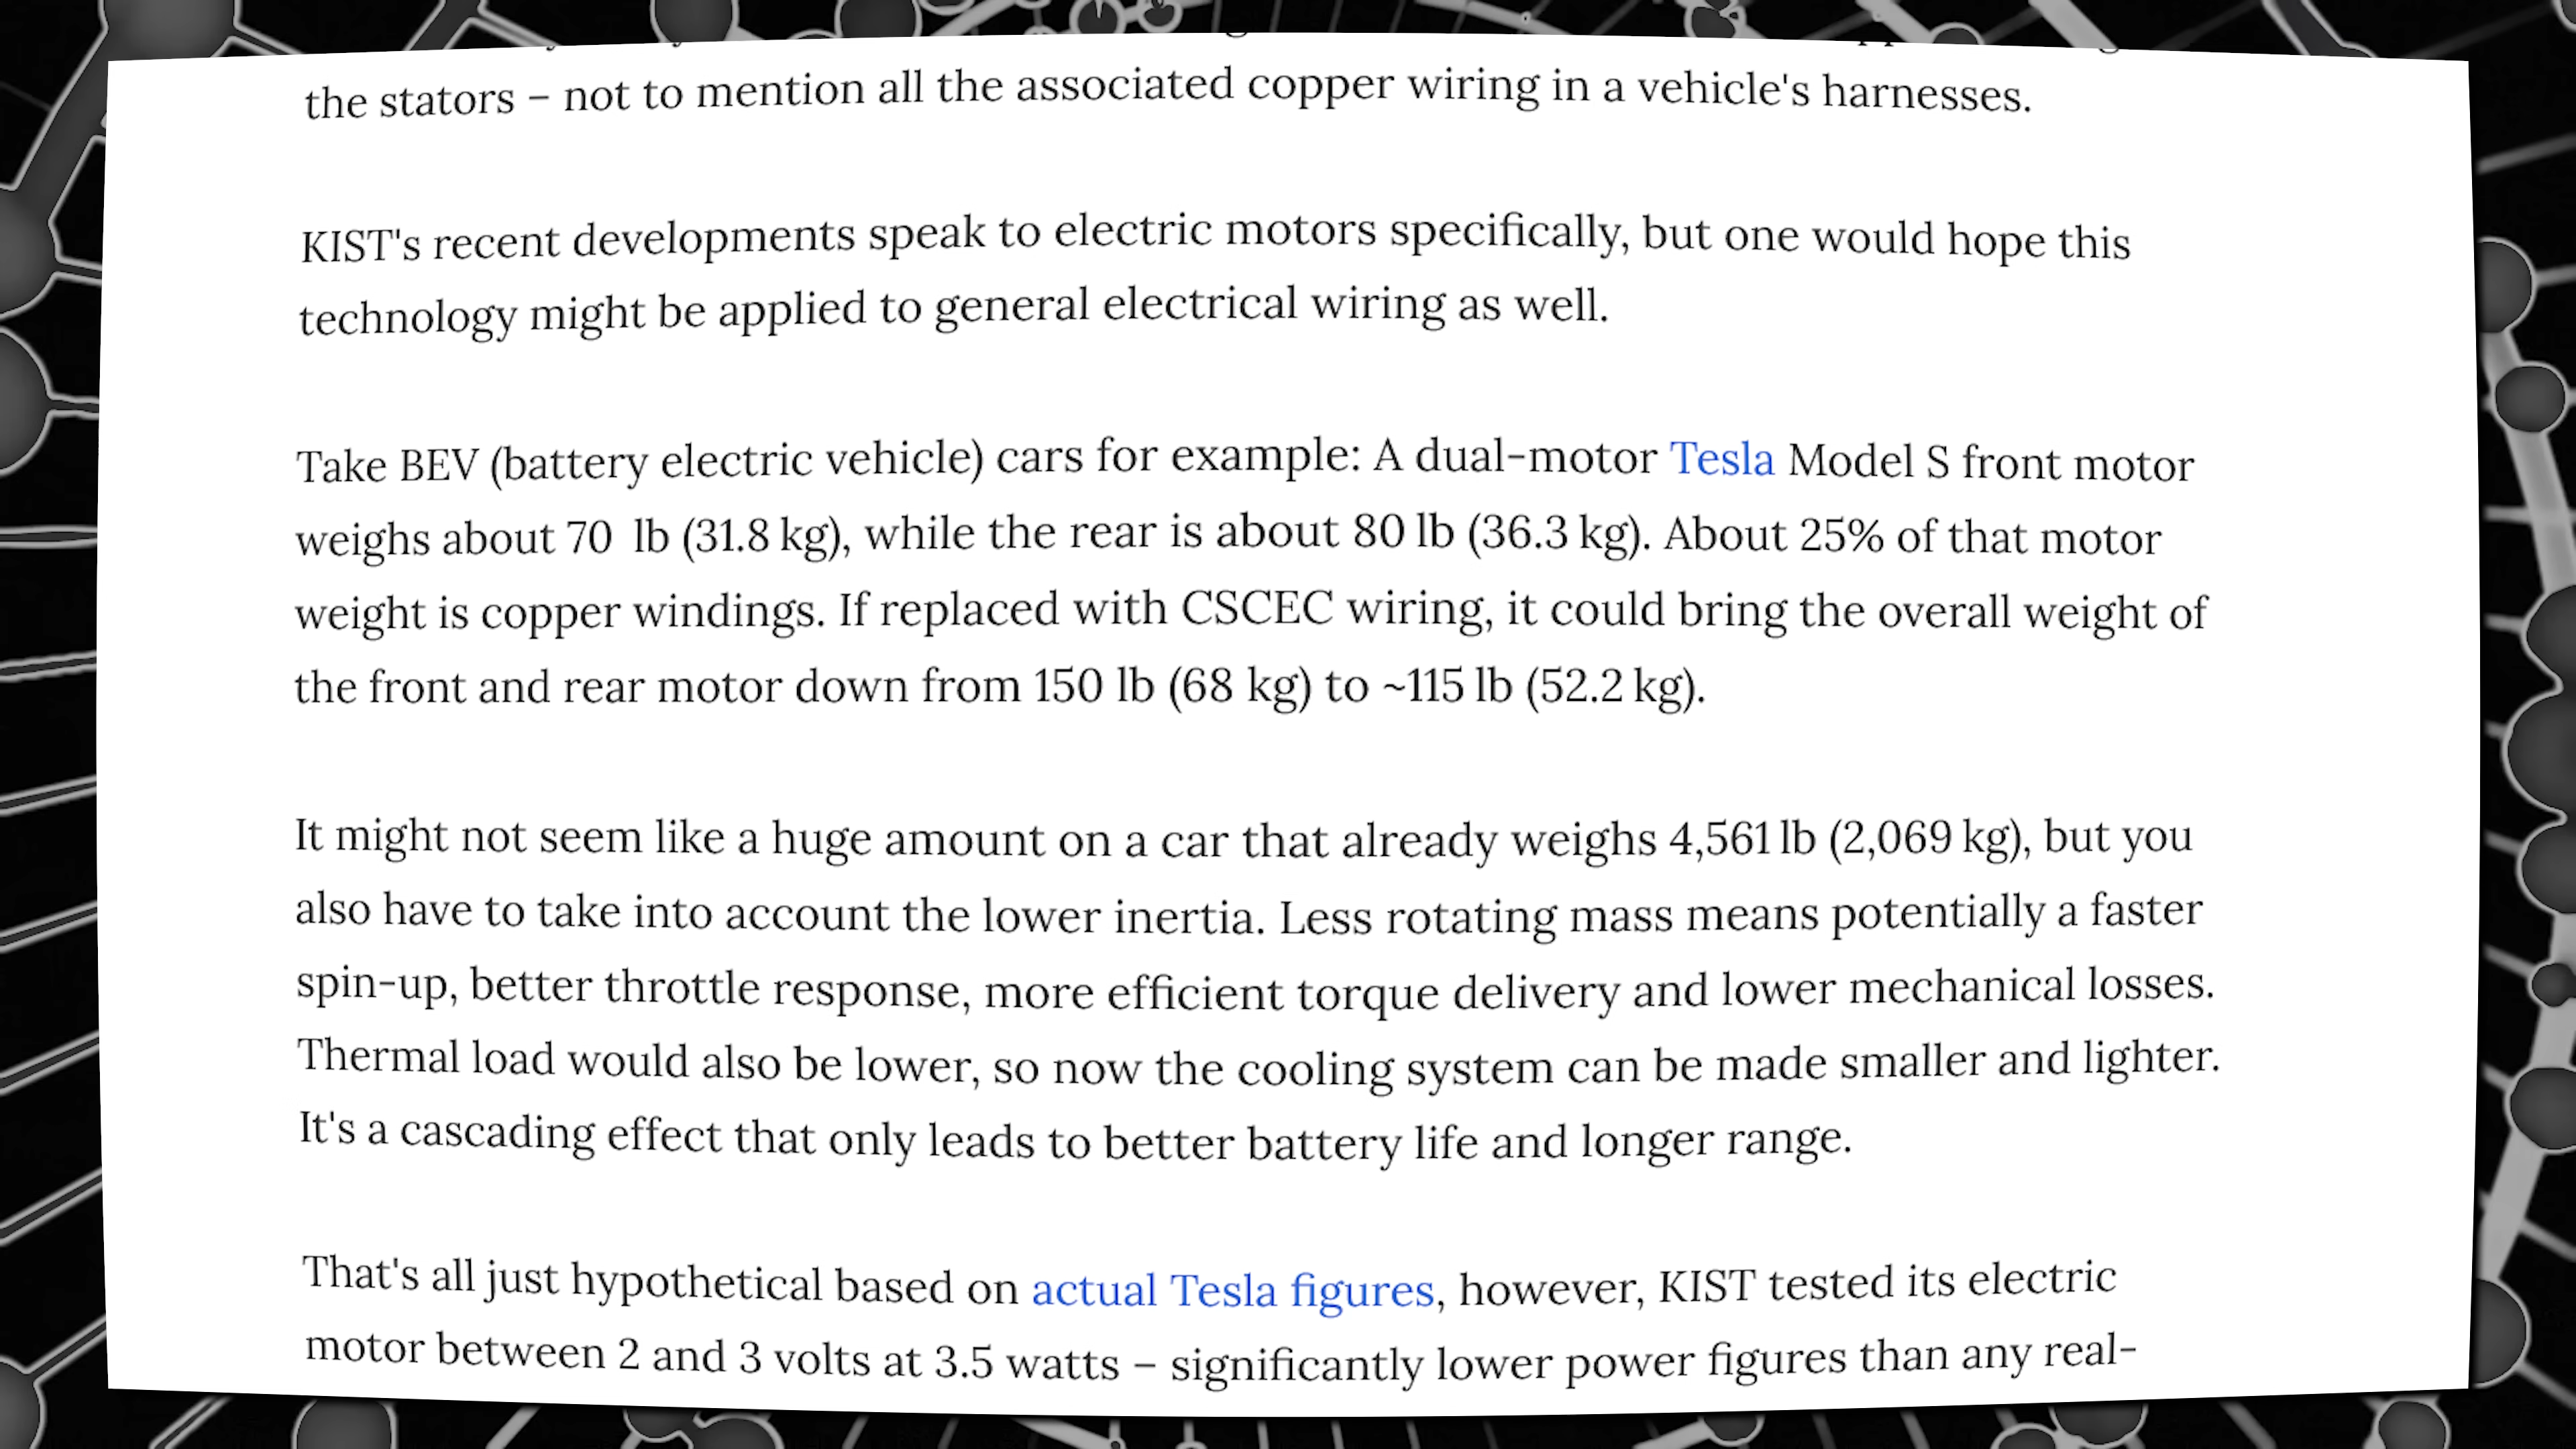 the stators – not to mention all the associated copper wiring in a vehicle's harnesses.
KIST's recent developments speak to electric motors specifically, but one would hope this
technology might be applied to general electrical wiring as well.
Take BEV (battery electric vehicle) cars for example: A dual-motor Tesla Model S front motor
weighs about 70 lb (31.8 kg), while the rear is about 80 lb (36.3 kg). About 25% of that motor
weight is copper windings. If replaced with CSCEC wiring, it could bring the overall weight of
the front and rear motor down from 150 lb (68 kg) to ~115 lb (52.2 kg).
It might not seem like a huge amount on a car that already weighs 4,561 lb (2,069 kg), but you
also have to take into account the lower inertia. Less rotating mass means potentially a faster
spin-up, better throttle response, more efficient torque delivery and lower mechanical losses.
Thermal load would also be lower, so now the cooling system can be made smaller and lighter.
It's a cascading effect that only leads to better battery life and longer range.
That's all just hypothetical based on actual Tesla figures, however, KIST tested its electric
motor between 2 and 3 volts at 3.5 watts – significantly lower power figures than any real-